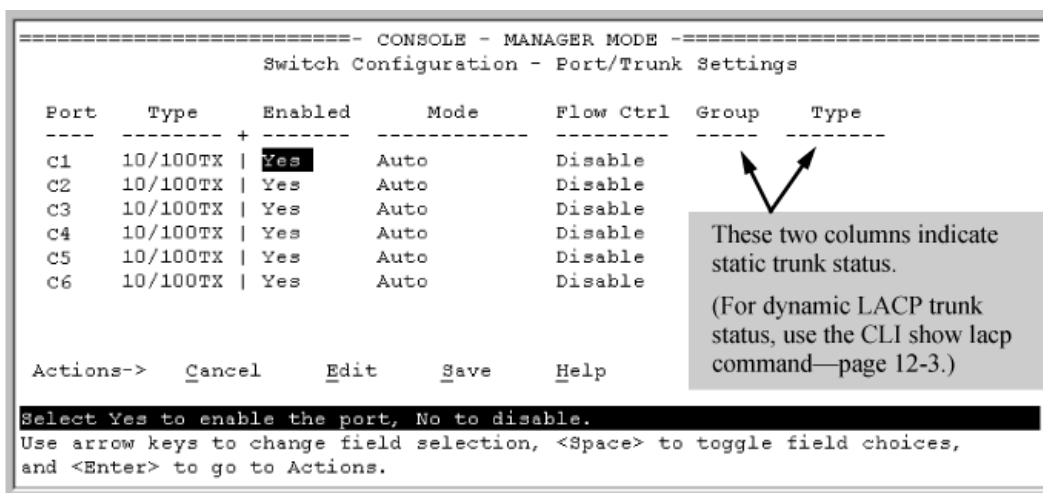 ============================- CONSOLE - MANAGER MODE -=============================
Switch Configuration - Port/Trunk Settings
Port Type Enabled Mode Flow Ctrl Group Type
---- -------- + ------- ------------ --------- ----- --------
C1 10/100TX | Yes Auto Disable
C2 10/100TX | Yes Auto Disable
C3 10/100TX | Yes Auto Disable
C4 10/100TX | Yes Auto Disable
C5 10/100TX | Yes Auto Disable
C6 10/100TX | Yes Auto Disable
These two columns indicate
static trunk status.
(For dynamic LACP trunk
status, use the CLI show lacp
command—page 12-3.)
Actions-> Cancel Edit Save Help
Select Yes to enable the port, No to disable.
Use arrow keys to change field selection, <Space> to toggle field choices,
and <Enter> to go to Actions.